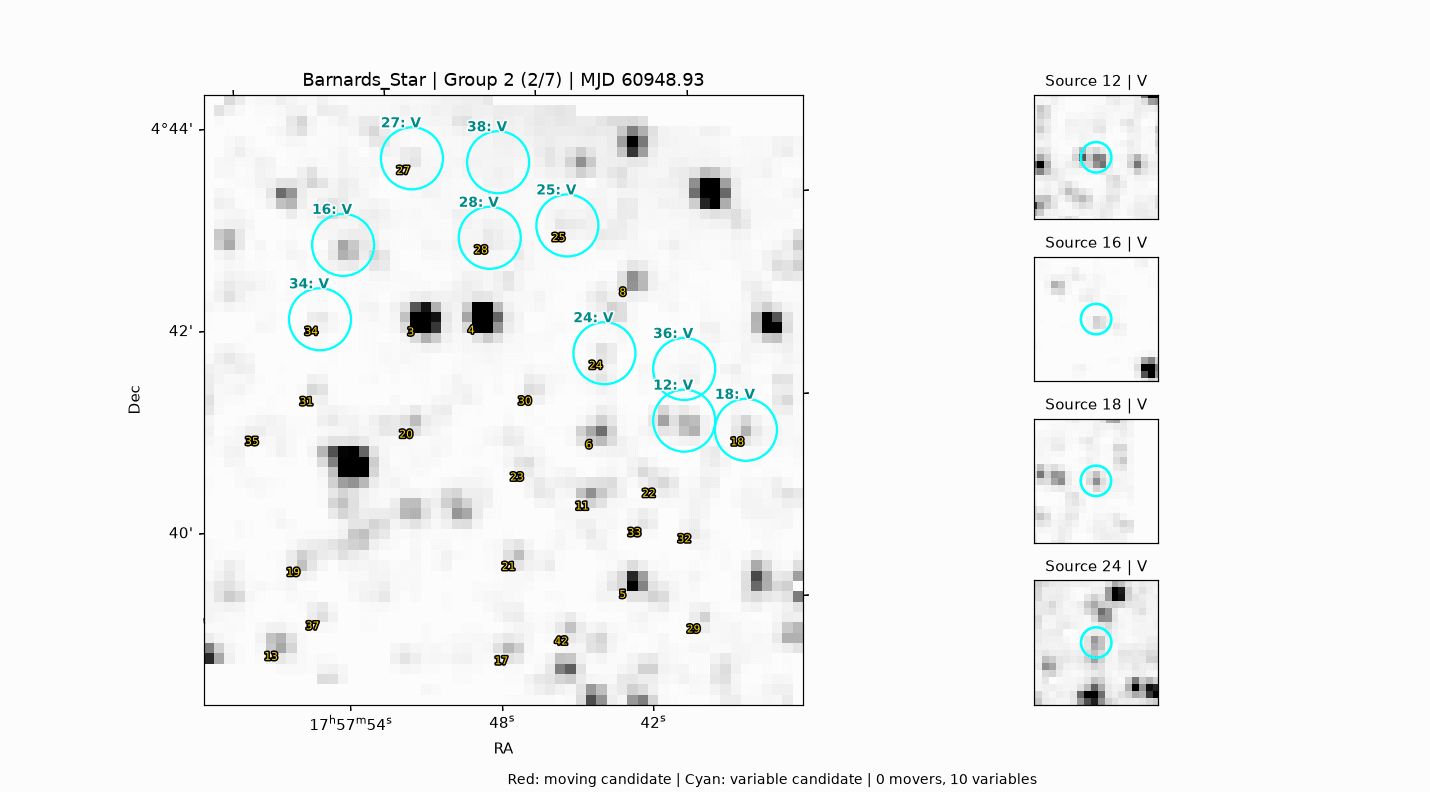 Barnards_Star | Group 2 (2/7) | MJD 60948.93
Source 12 | V
27: V
38: V
4°44'
27
25: V
28: V
16: V
25
28
Source 16 | V
34: V
8
24: V
34
3
4
42'
36: V
24
12: V
18: V
Source 18 | V
31
30
Dec
20
35
18
6
23
22
11
33
32
40'
21
19
Source 24 | V
5
37
29
42
13
17
17ʰ57ᵐ54ˢ
48ˢ
42ˢ
RA
Red: moving candidate | Cyan: variable candidate | 0 movers, 10 variables